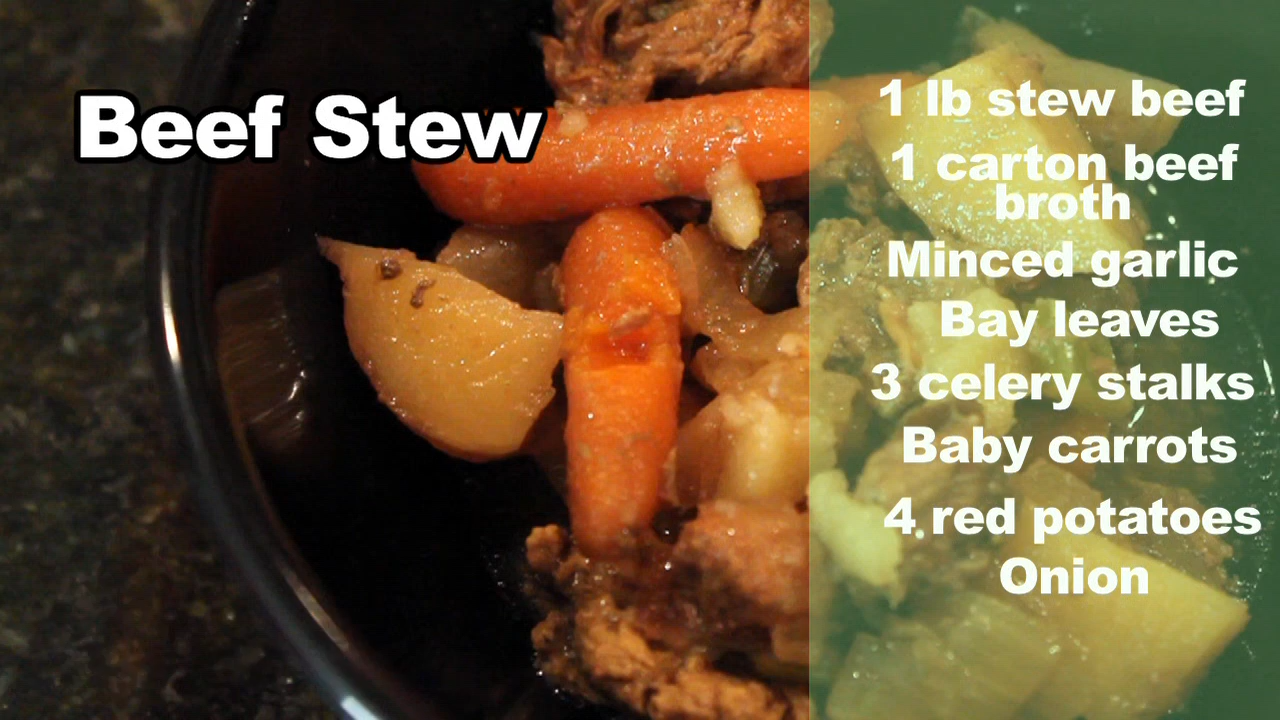 Beef Stew
1 lb stew beef
1 carton beef
broth
Minced garlic
Bay leaves
3 celery stalks
Baby carrots
4 red potatoes
Onion